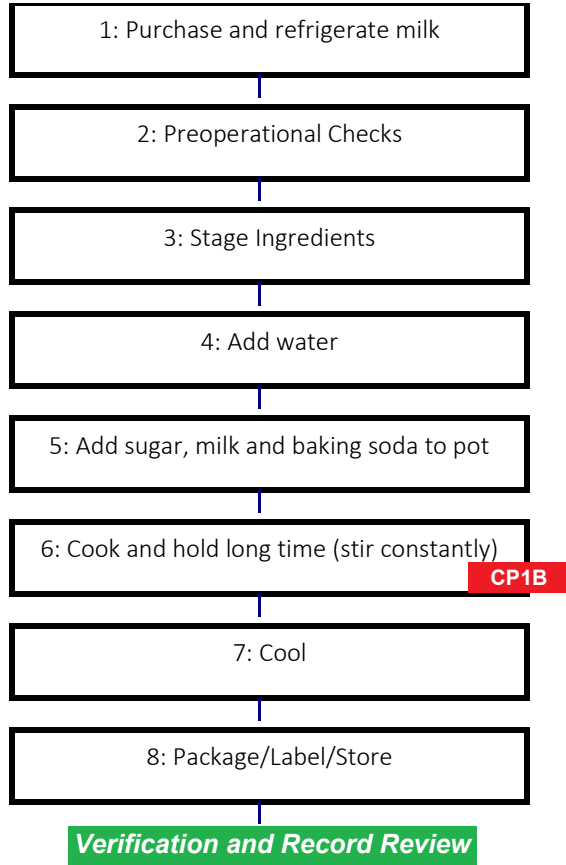 1: Purchase and refrigerate milk
2: Preoperational Checks
3: Stage Ingredients
4: Add water
5: Add sugar, milk and baking soda to pot
6: Cook and hold long time (stir constantly)
CP1B
7: Cool
8: Package/Label/Store
Verification and Record Review